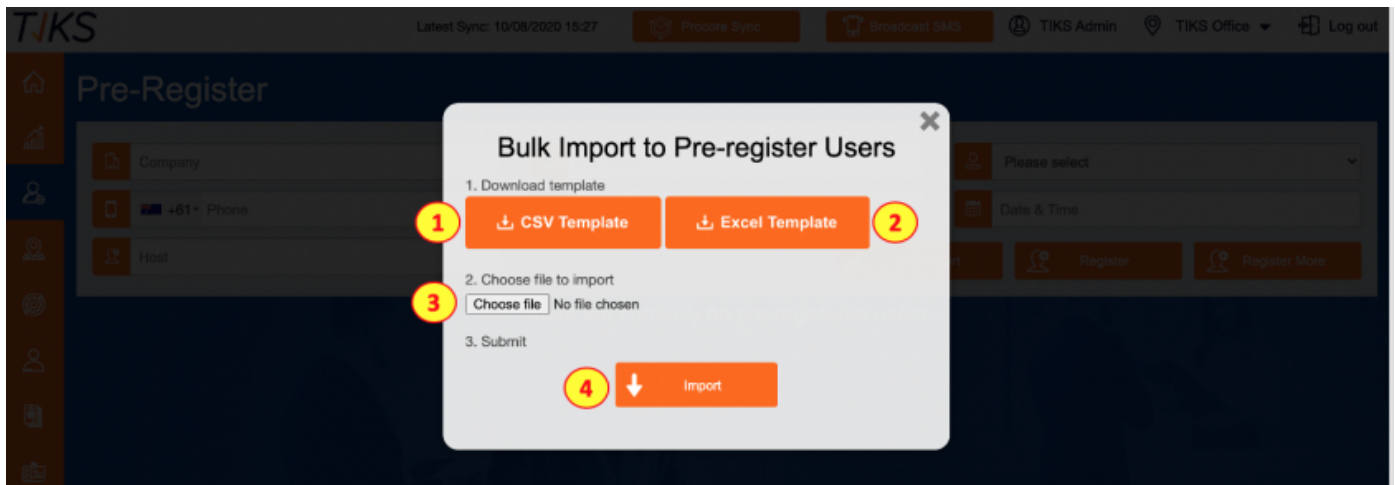 TIKS
Latest Sync: 10/08/2020 15:27
Procore Sync
Broadcast SMS
TIKS Admin
TIKS Office
Log out
Pre-Register
Bulk Import to Pre-register Users
Company
Please select
1. Download template
+61 Phone
Date & Time
1
CSV Template
Excel Template
2
Host
Register
Register More
2. Choose file to import
3
Choose file No file chosen
3. Submit
4
Import